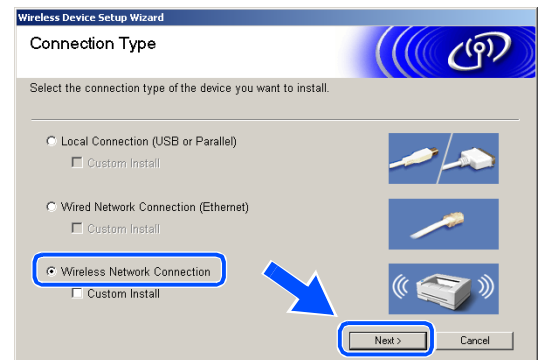 Wireless Device Setup Wizard
Connection Type
Select the connection type of the device you want to install.
Local Connection (USB or Parallel)
Custom Install
Wired Network Connection (Ethernet)
Custom Install
Wireless Network Connection
Custom Install
Next >
Cancel